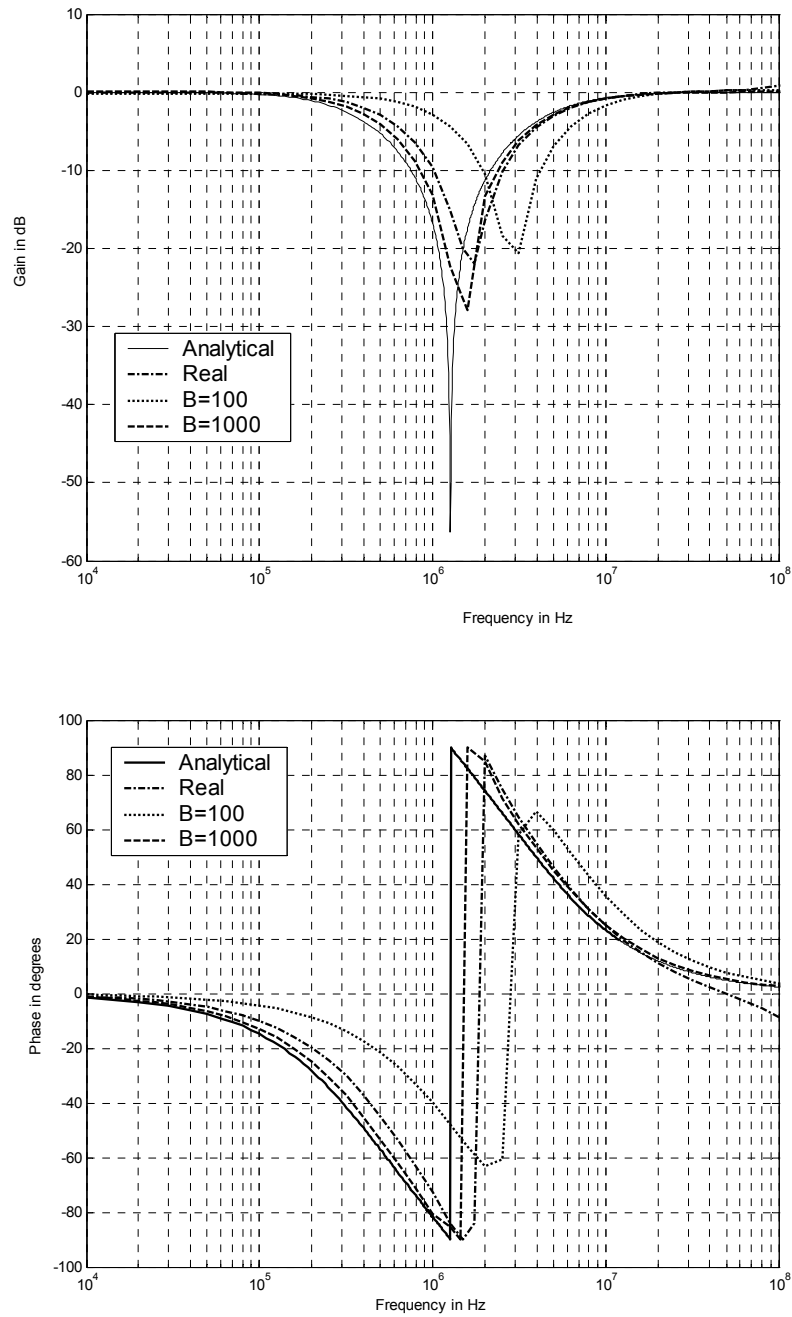 10
0
-10
-20
-30
-40
-50
-60
Gain in dB
Analytical
Real
B=100
B=1000
10^4
10^5
10^6
10^7
10^8
Frequency in Hz
100
80
60
40
20
0
-20
-40
-60
-80
-100
Phase in degrees
Analytical
Real
B=100
B=1000
10^4
10^5
10^6
10^7
10^8
Frequency in Hz